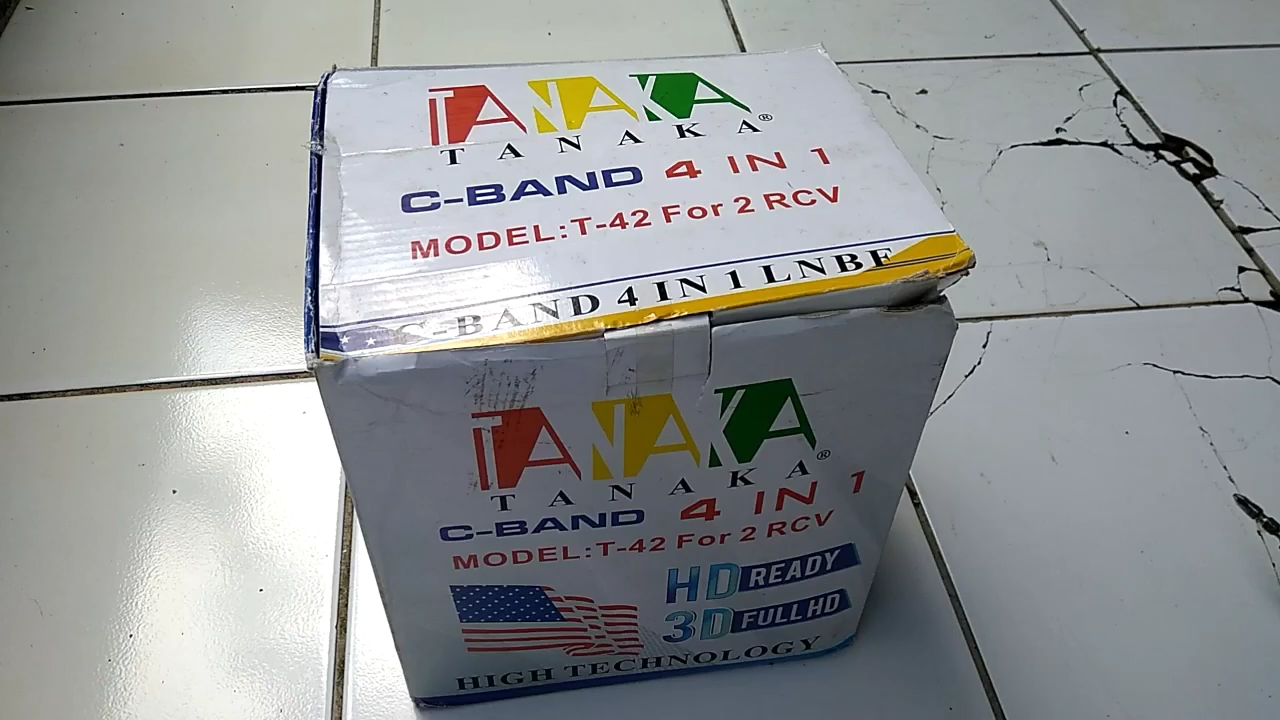 TANAKA
TANAKA®
C-BAND 4 IN 1
MODEL:T-42 For 2 RCV
C-BAND 4 IN 1 LNBF
TANAKA
TANAKA®
C-BAND 4 IN 1
MODEL:T-42 For 2 RCV
HD READY
3D FULL HD
HIGH TECHNOLOGY